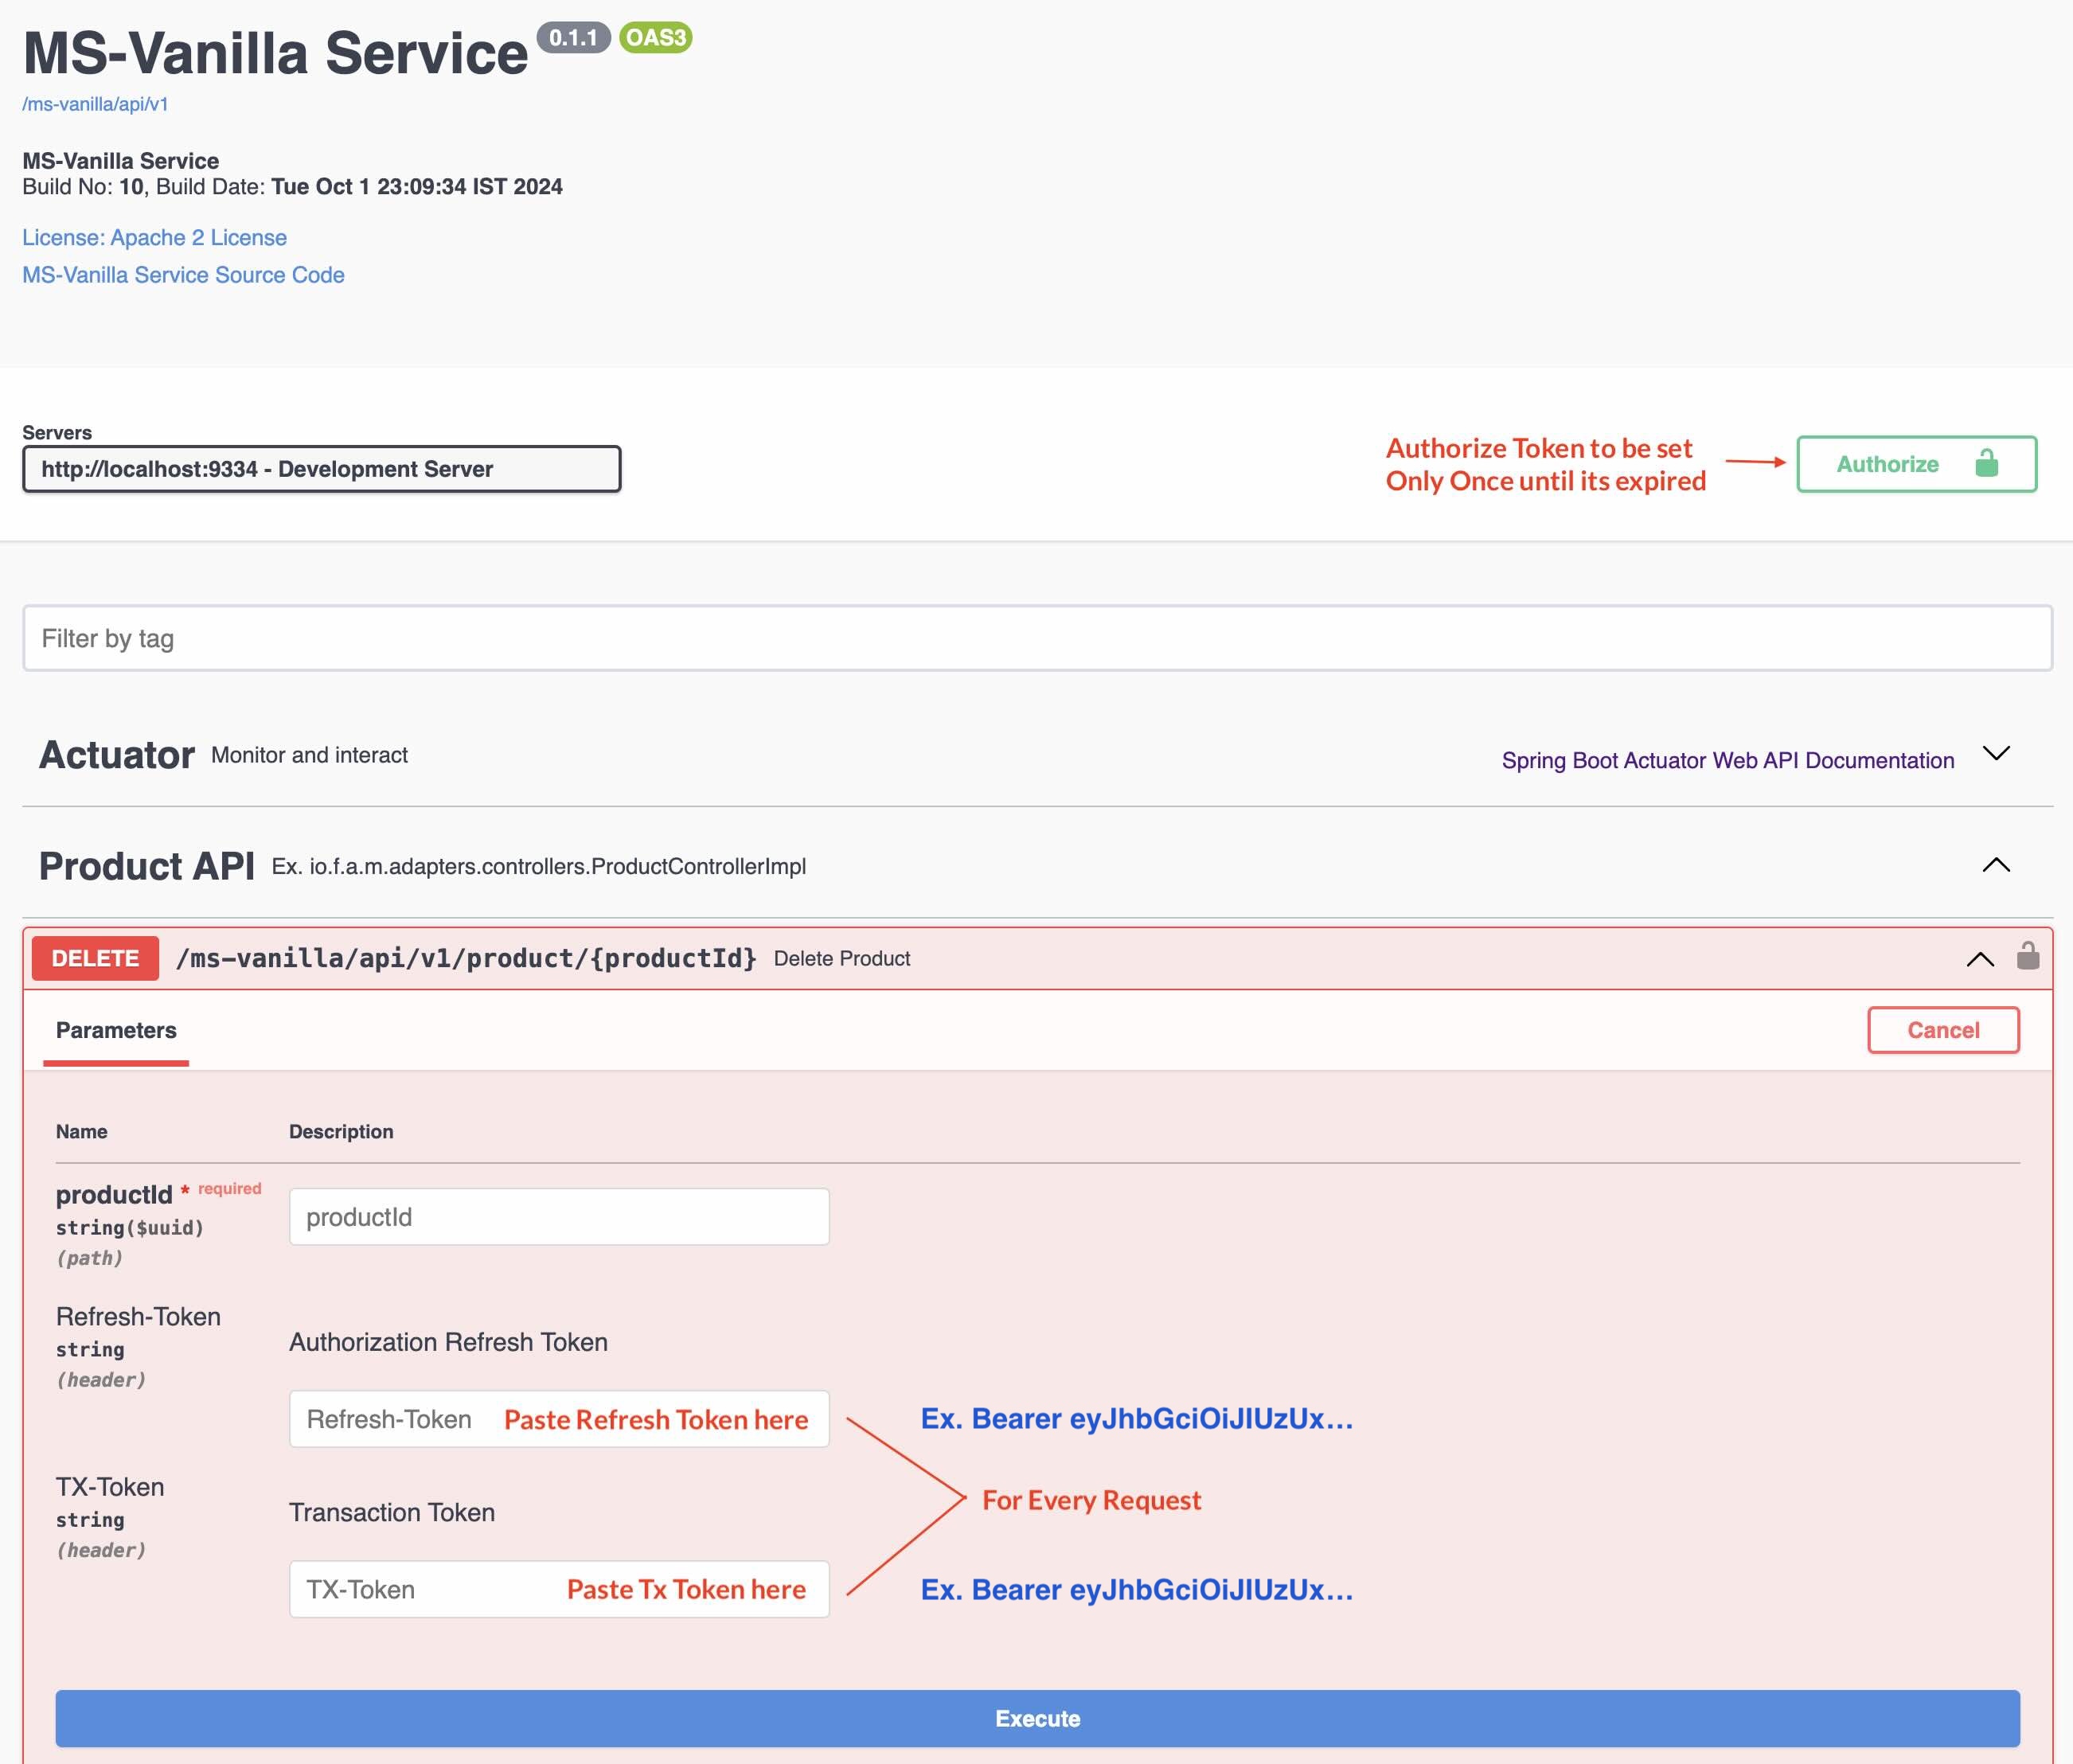 MS-Vanilla Service 0.1.1 OAS3
/ms-vanilla/api/v1
MS-Vanilla Service
Build No: 10, Build Date: Tue Oct 1 23:09:34 IST 2024
License: Apache 2 License
MS-Vanilla Service Source Code
Servers
http://localhost:9334 - Development Server
Authorize Token to be set
Only Once until its expired
Authorize
Filter by tag
Actuator Monitor and interact
Spring Boot Actuator Web API Documentation
Product API Ex. io.f.a.m.adapters.controllers.ProductControllerImpl
DELETE /ms-vanilla/api/v1/product/{productId} Delete Product
Parameters
Cancel
Name Description
productId * required
string($uuid)
(path)
productId
Refresh-Token
string
(header)
Authorization Refresh Token
Refresh-Token Paste Refresh Token here
Ex. Bearer eyJhbGciOiJIUzUx...
For Every Request
TX-Token
string
(header)
Transaction Token
TX-Token Paste Tx Token here
Ex. Bearer eyJhbGciOiJIUzUx...
Execute